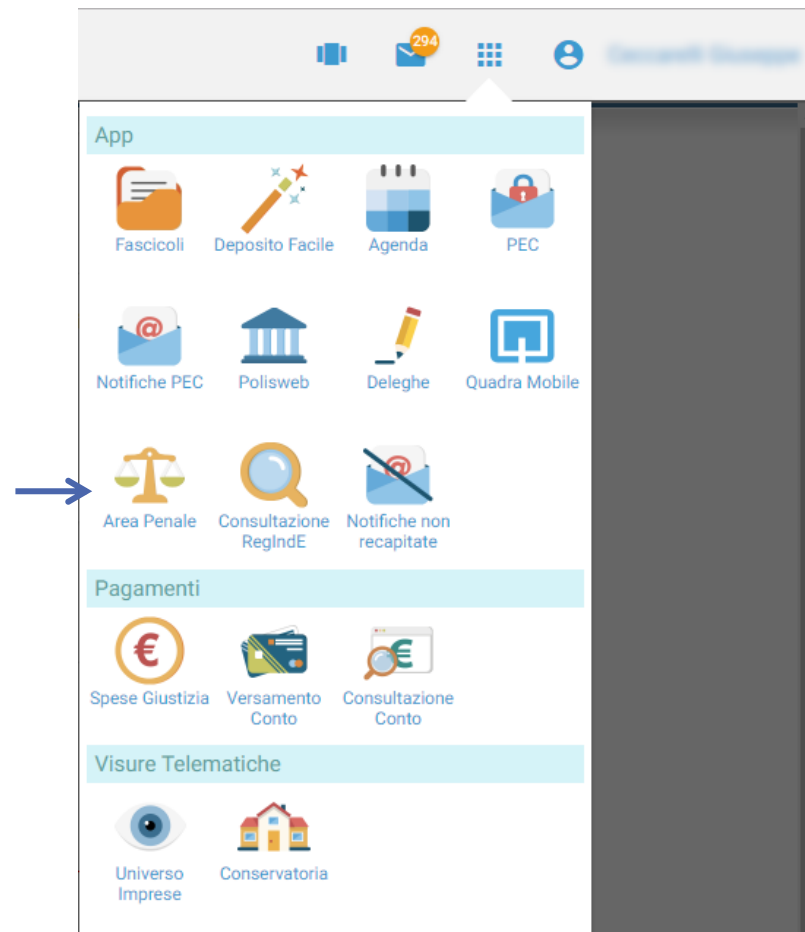 294
App
Fascicoli
Deposito Facile
Agenda
PEC
Notifiche PEC
Polisweb
Deleghe
Quadra Mobile
Area Penale
Consultazione
RegIndE
Notifiche non
recapitate
Pagamenti
Spese Giustizia
Versamento
Conto
Consultazione
Conto
Visure Telematiche
Universo
Imprese
Conservatoria